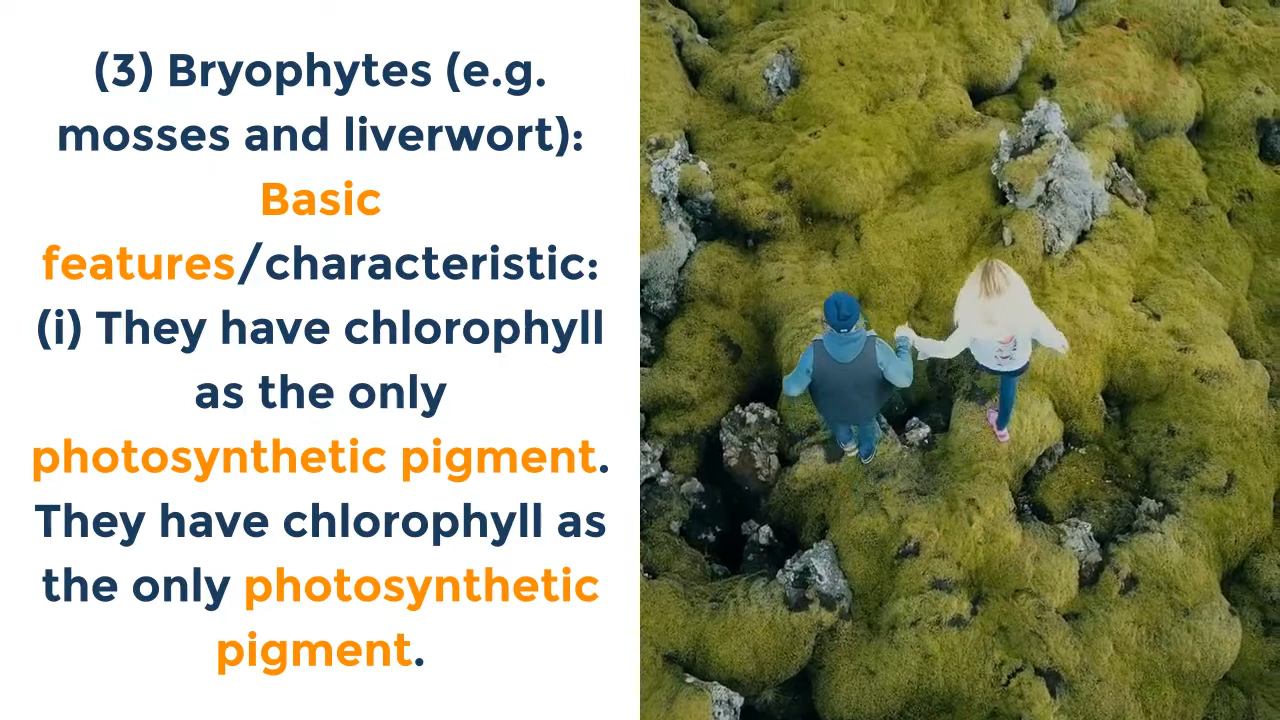 (3) Bryophytes (e.g.
mosses and liverwort):
Basic
features/characteristic:
(i) They have chlorophyll
as the only
photosynthetic pigment.
They have chlorophyll as
the only photosynthetic
pigment.